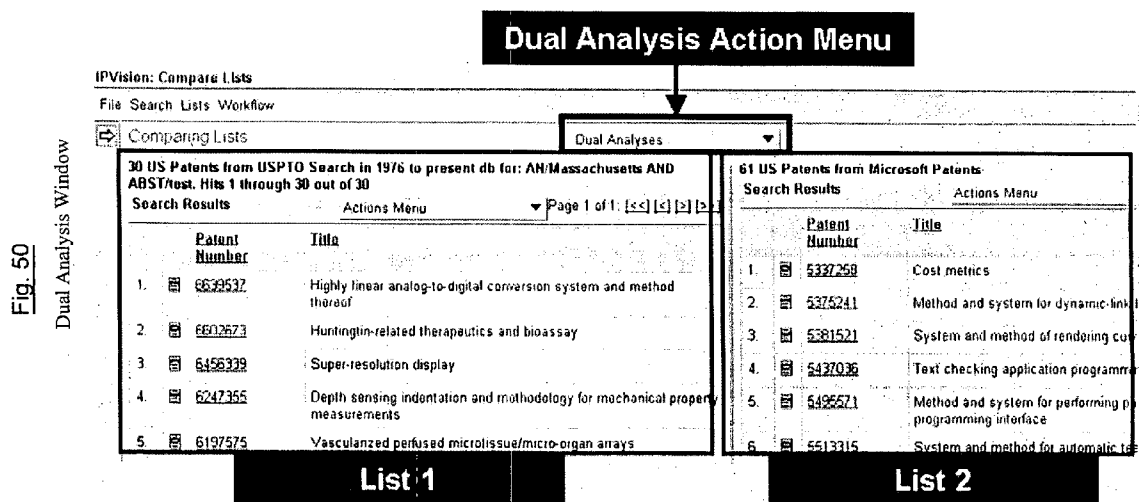 Dual Analysis Action Menu
IPVision: Compare Lists
File Search Lists Workflow
Comparing Lists
Dual Analyses
30 US Patents from USPTO Search in 1976 to present db for: AN/Massachusetts AND
ABST/test. Hits 1 through 30 out of 30
Search Results
Actions Menu
Page 1 of 1: [<<] [<] [>] [>
Patent
Number
Title
1. 6639537 Highly linear analog-to-digital conversion system and method
thereof
2. 6602673 Huntingtin-related therapeutics and bioassay
3. 6456339 Super-resolution display
4. 6247355 Depth sensing indentation and methodology for mechanical property
measurements
5. 6197575 Vascularized perfused microtissue/micro-organ arrays
61 US Patents from Microsoft Patents
Search Results
Actions Menu
Patent
Number
Title
1. 5337258 Cost metrics
2. 5375241 Method and system for dynamic-link
3. 5381521 System and method of rendering
4. 5437036 Text checking application
5. 5495571 Method and system for performing
programming interface
6. 5513315 System and method for automatic
List 1
List 2
Fig. 50
Dual Analysis Window